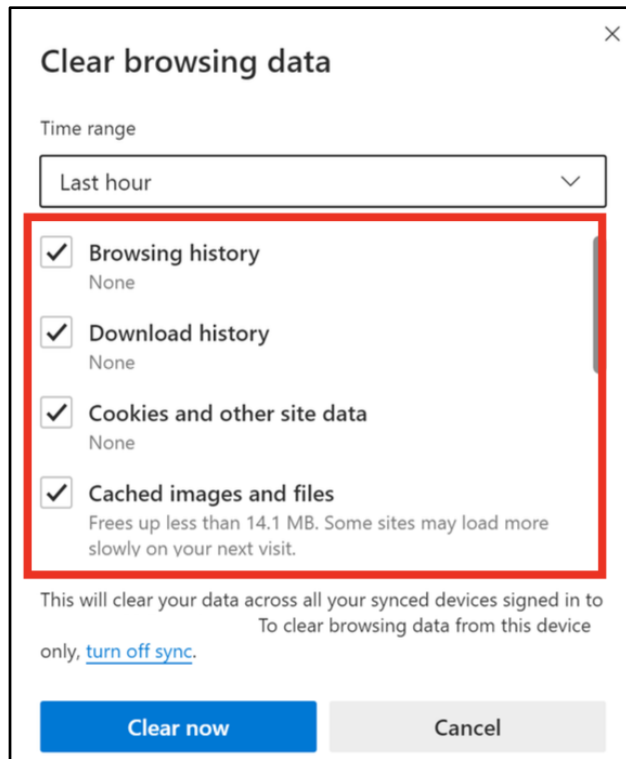 Clear browsing data
Time range
Last hour
Browsing history
None
Download history
None
Cookies and other site data
None
Cached images and files
Frees up less than 14.1 MB. Some sites may load more
slowly on your next visit.
This will clear your data across all your synced devices signed in to
To clear browsing data from this device
only, turn off sync.
Clear now
Cancel